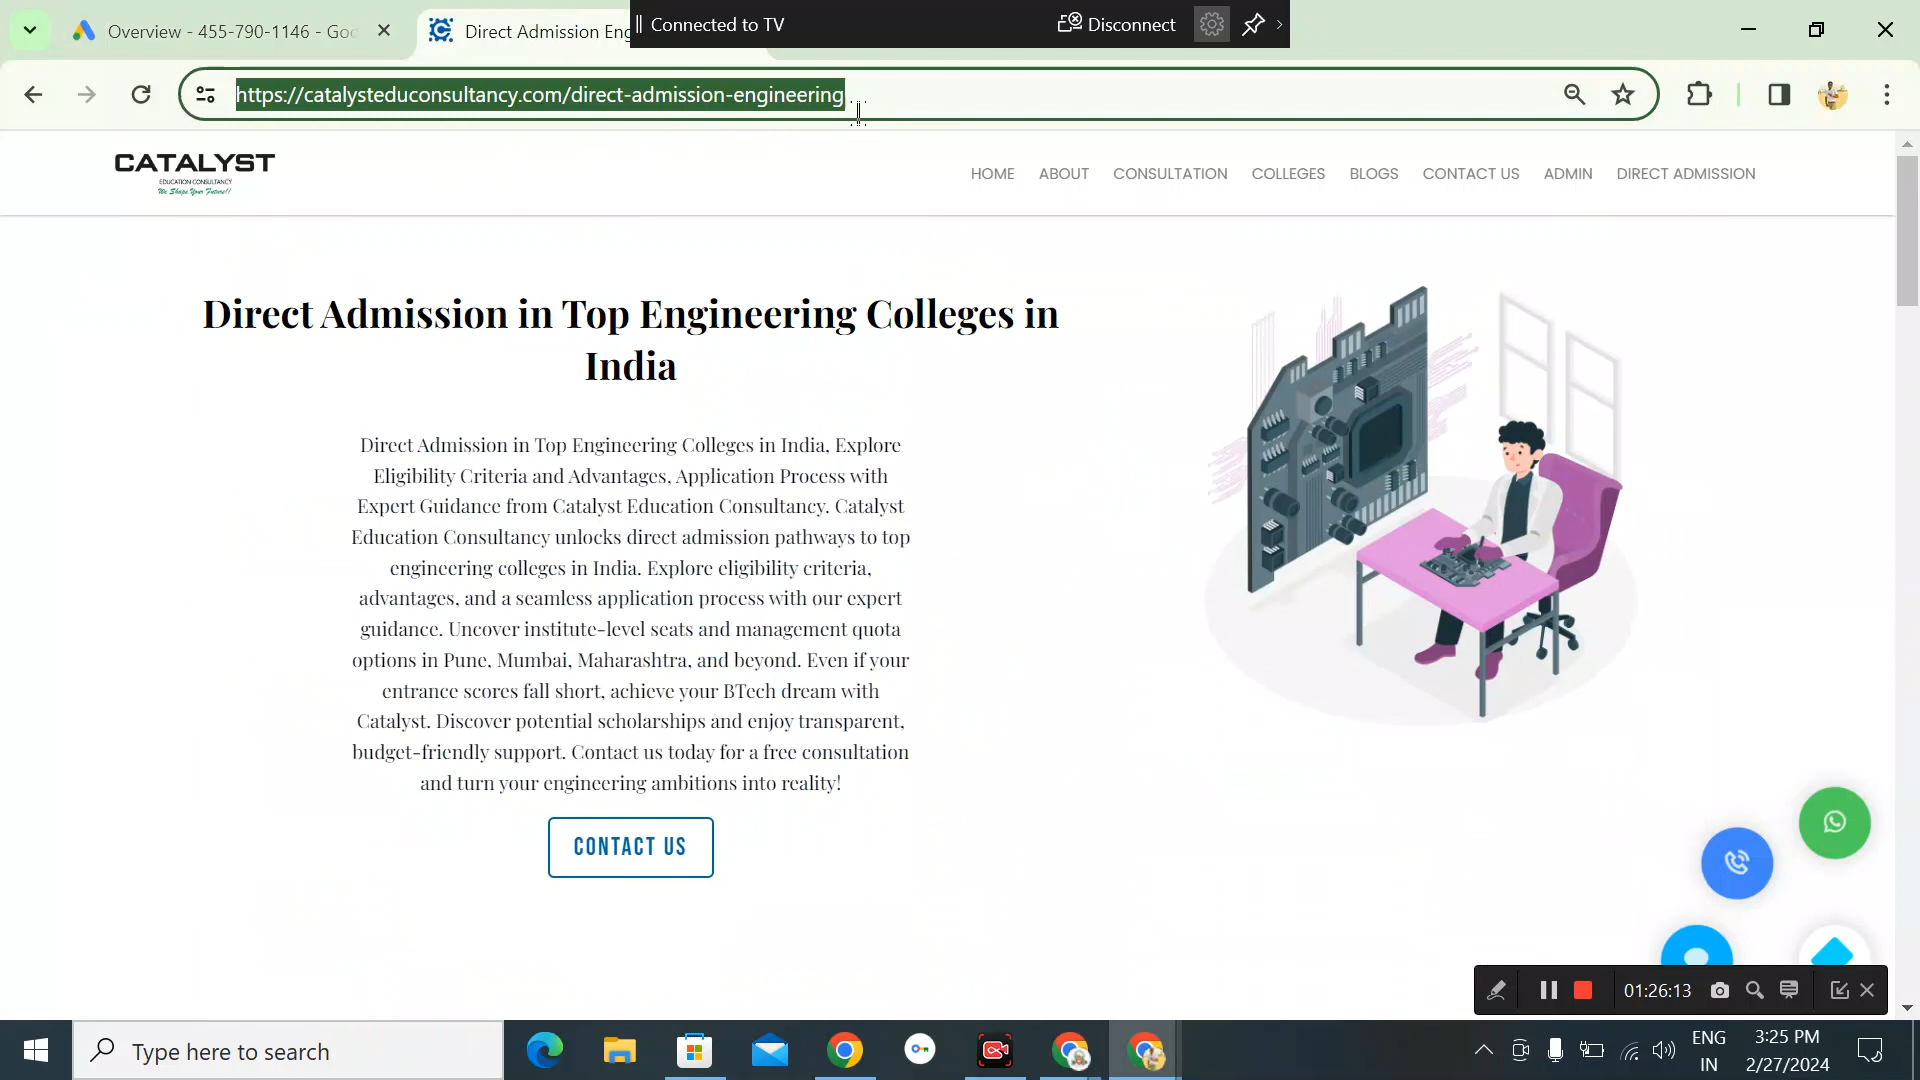 Overview - 455-790-1146 - Goo
Direct Admission Eng
Connected to TV
Disconnect
https://catalysteduconsultancy.com/direct-admission-engineering
CATALYST
EDUCATION CONSULTANCY
We Shape Your Future!!
HOME
ABOUT
CONSULTATION
COLLEGES
BLOGS
CONTACT US
ADMIN
DIRECT ADMISSION
Direct Admission in Top Engineering Colleges in
India
Direct Admission in Top Engineering Colleges in India, Explore
Eligibility Criteria and Advantages, Application Process with
Expert Guidance from Catalyst Education Consultancy. Catalyst
Education Consultancy unlocks direct admission pathways to top
engineering colleges in India. Explore eligibility criteria,
advantages, and a seamless application process with our expert
guidance. Uncover institute-level seats and management quota
options in Pune, Mumbai, Maharashtra, and beyond. Even if your
entrance scores fall short, achieve your BTech dream with
Catalyst. Discover potential scholarships and enjoy transparent,
budget-friendly support. Contact us today for a free consultation
and turn your engineering ambitions into reality!
CONTACT US
01:26:13
Type here to search
ENG
IN
3:25 PM
2/27/2024